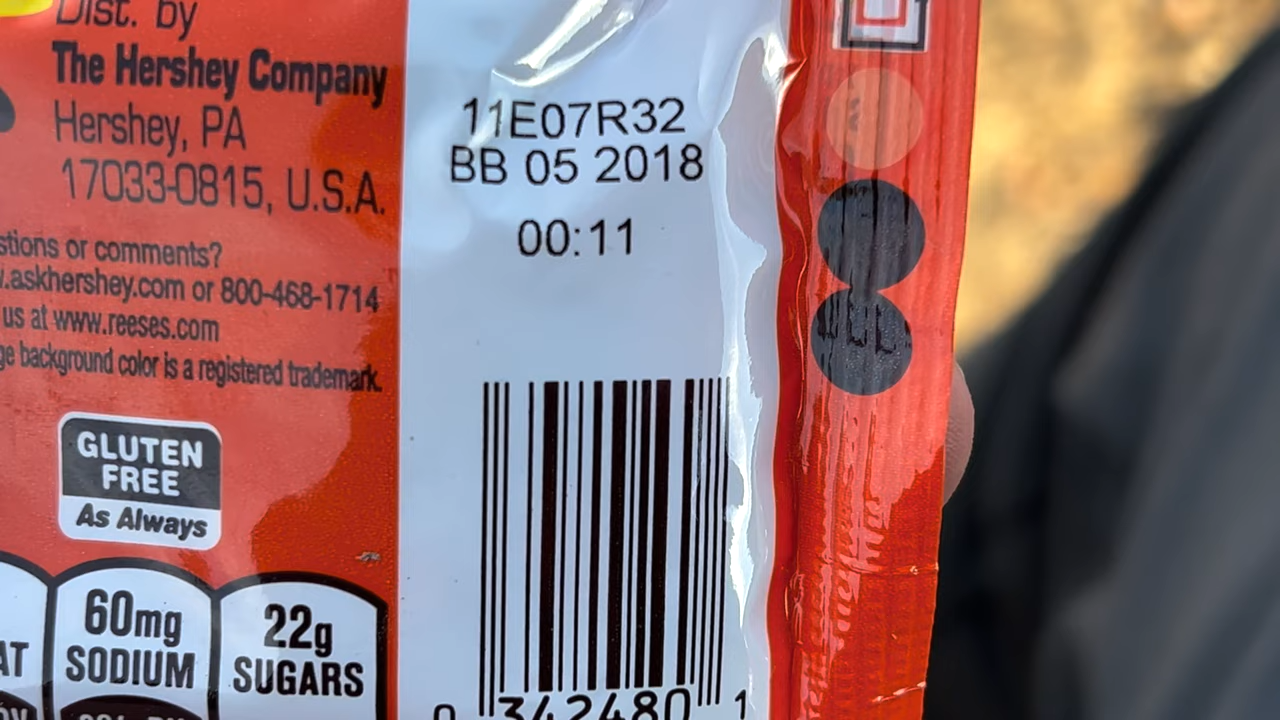 Dist. by
The Hershey Company
Hershey, PA
17033-0815, U.S.A.
stions or comments?
.askhershey.com or 800-468-1714
us at www.reeses.com
ge background color is a registered trademark.
GLUTEN
FREE
As Always
60mg
SODIUM
22g
SUGARS
AT
11E07R32
BB 05 2018
00:11
0 342480 1